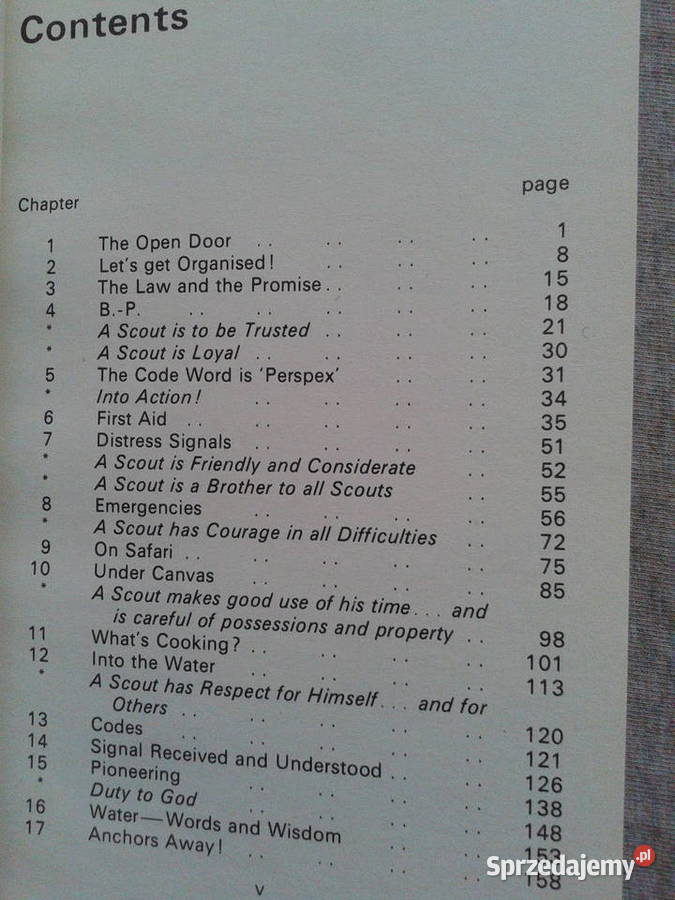 Contents
Chapter page
1 The Open Door .. .. .. .. 1
2 Let's get Organised! .. .. .. 8
3 The Law and the Promise .. .. .. 15
4 B.-P. .. .. .. .. 18
* A Scout is to be Trusted .. .. .. 21
* A Scout is Loyal .. .. .. .. 30
5 The Code Word is 'Perspex' .. .. 31
* Into Action! .. .. .. .. 34
6 First Aid .. .. .. .. 35
7 Distress Signals .. .. .. .. 51
* A Scout is Friendly and Considerate .. 52
* A Scout is a Brother to all Scouts .. 55
8 Emergencies .. .. .. .. 56
* A Scout has Courage in all Difficulties .. 72
9 On Safari .. .. .. .. 75
10 Under Canvas .. .. .. .. 85
* A Scout makes good use of his time... and
is careful of possessions and property .. 98
11 What's Cooking? .. .. .. .. 101
12 Into the Water .. .. .. .. 113
* A Scout has Respect for Himself... and for
Others .. .. .. .. .. 120
13 Codes .. .. .. .. 121
14 Signal Received and Understood .. .. 126
15 Pioneering .. .. .. .. 138
* Duty to God .. .. .. .. 148
16 Water—Words and Wisdom .. .. 153
17 Anchors Away! .. .. .. .. 158
v
Sprzedajemy.pl